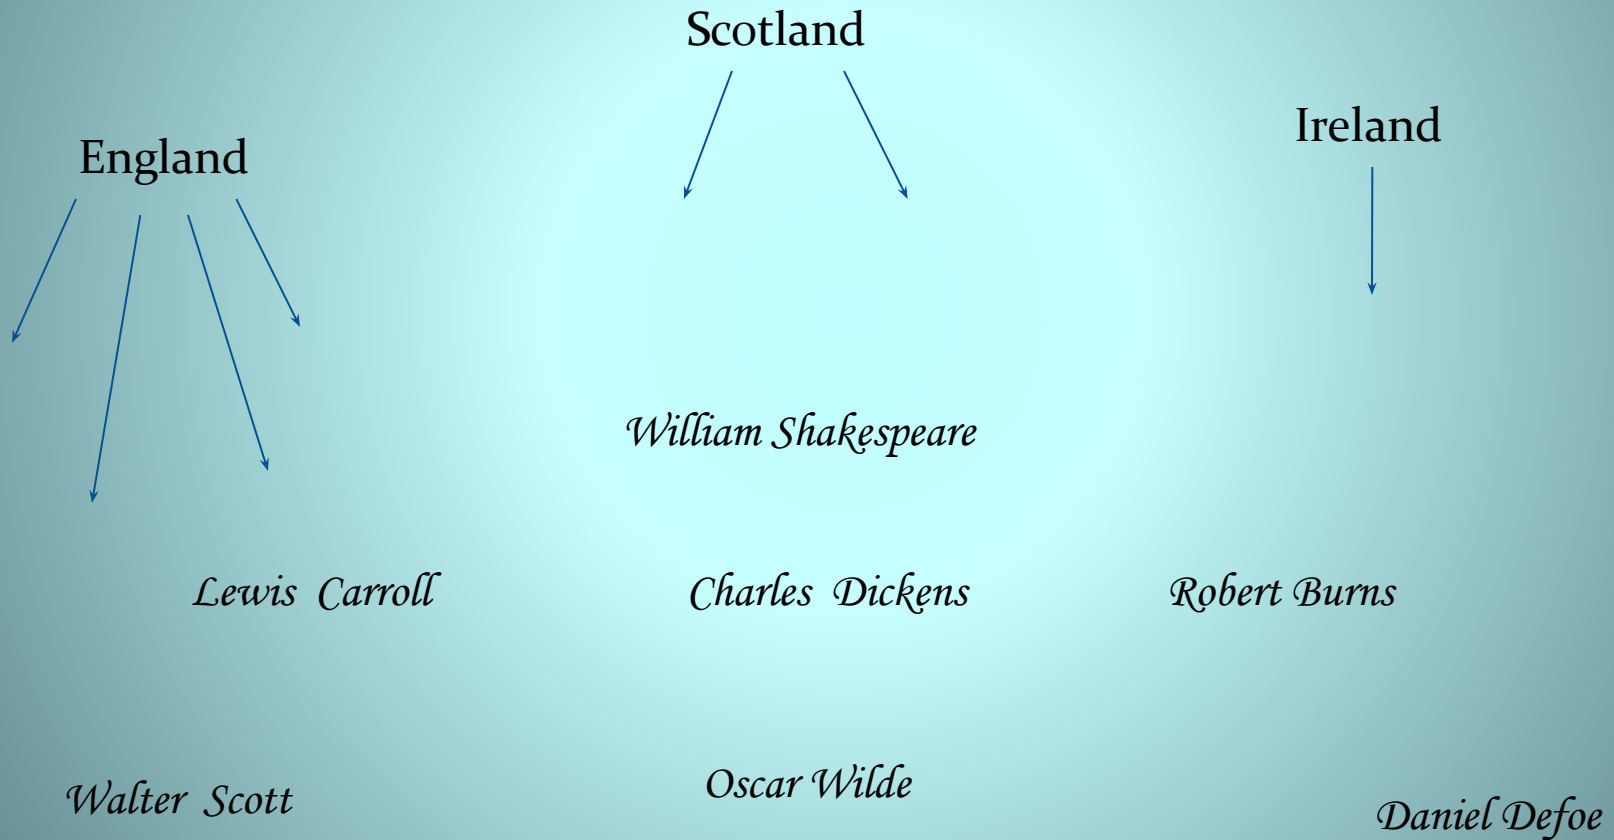 Scotland
Ireland
England
William Shakespeare
Lewis Carroll
Charles Dickens
Robert Burns
Oscar Wilde
Walter Scott
Daniel Defoe